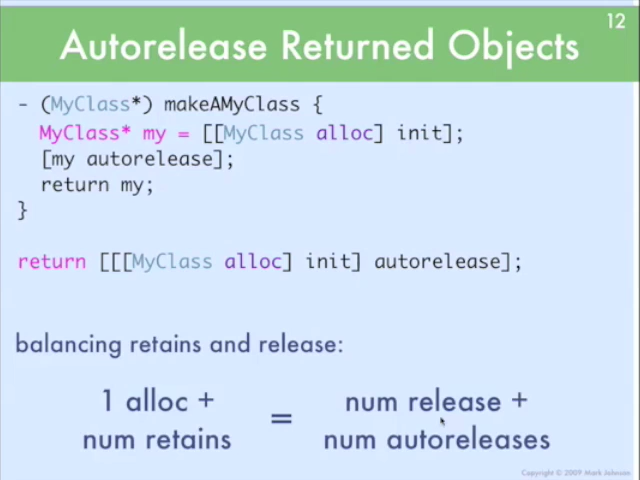 12
Autorelease Returned Objects
- (MyClass*) makeAMyClass {
MyClass* my = [[MyClass alloc] init];
[my autorelease];
return my;
}
return [[[MyClass alloc] init] autorelease];
balancing retains and release:
1 alloc +
num retains
=
num release +
num autoreleases
Copyright © 2009 Mark Johnson